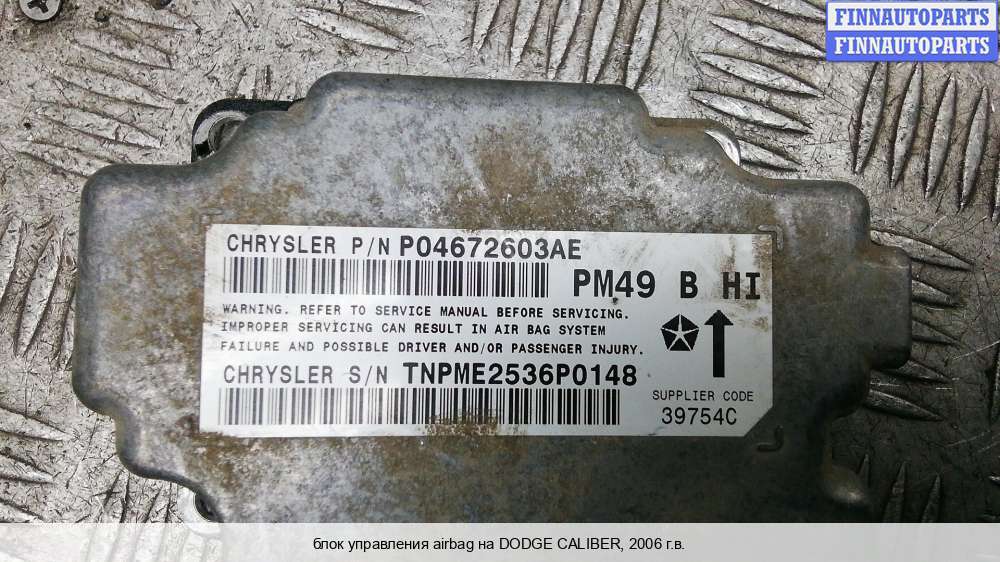 FINNAUTOPARTS
FINNAUTOPARTS
CHRYSLER P/N P04672603AE
PM49 B HI
WARNING. REFER TO SERVICE MANUAL BEFORE SERVICING.
IMPROPER SERVICING CAN RESULT IN AIR BAG SYSTEM
FAILURE AND POSSIBLE DRIVER AND/OR PASSENGER INJURY.
CHRYSLER S/N TNPME2536P0148
SUPPLIER CODE
39754C
блок управления airbag на DODGE CALIBER, 2006 г.в.